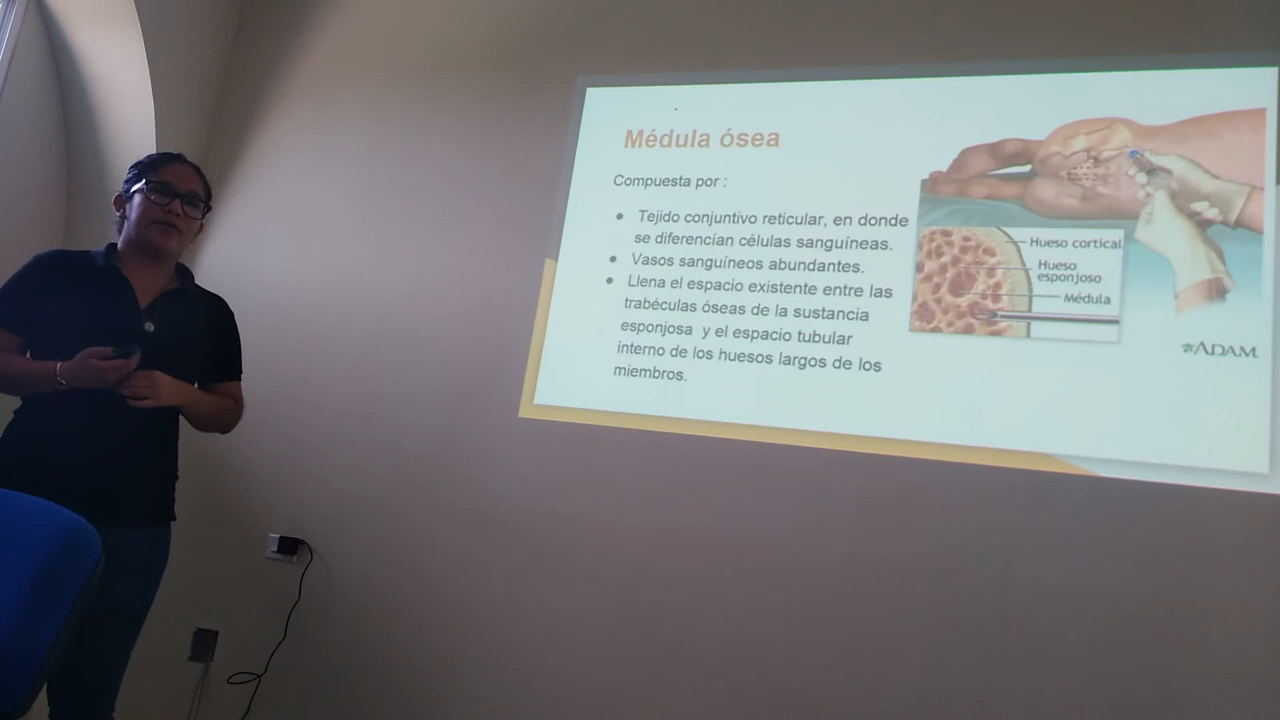 Médula ósea
Compuesta por :
● Tejido conjuntivo reticular, en donde
se diferencian células sanguíneas.
● Vasos sanguíneos abundantes.
● Llena el espacio existente entre las
trabéculas óseas de la sustancia
esponjosa y el espacio tubular
interno de los huesos largos de los
miembros.
Hueso cortical
Hueso
esponjoso
Médula
ADAM